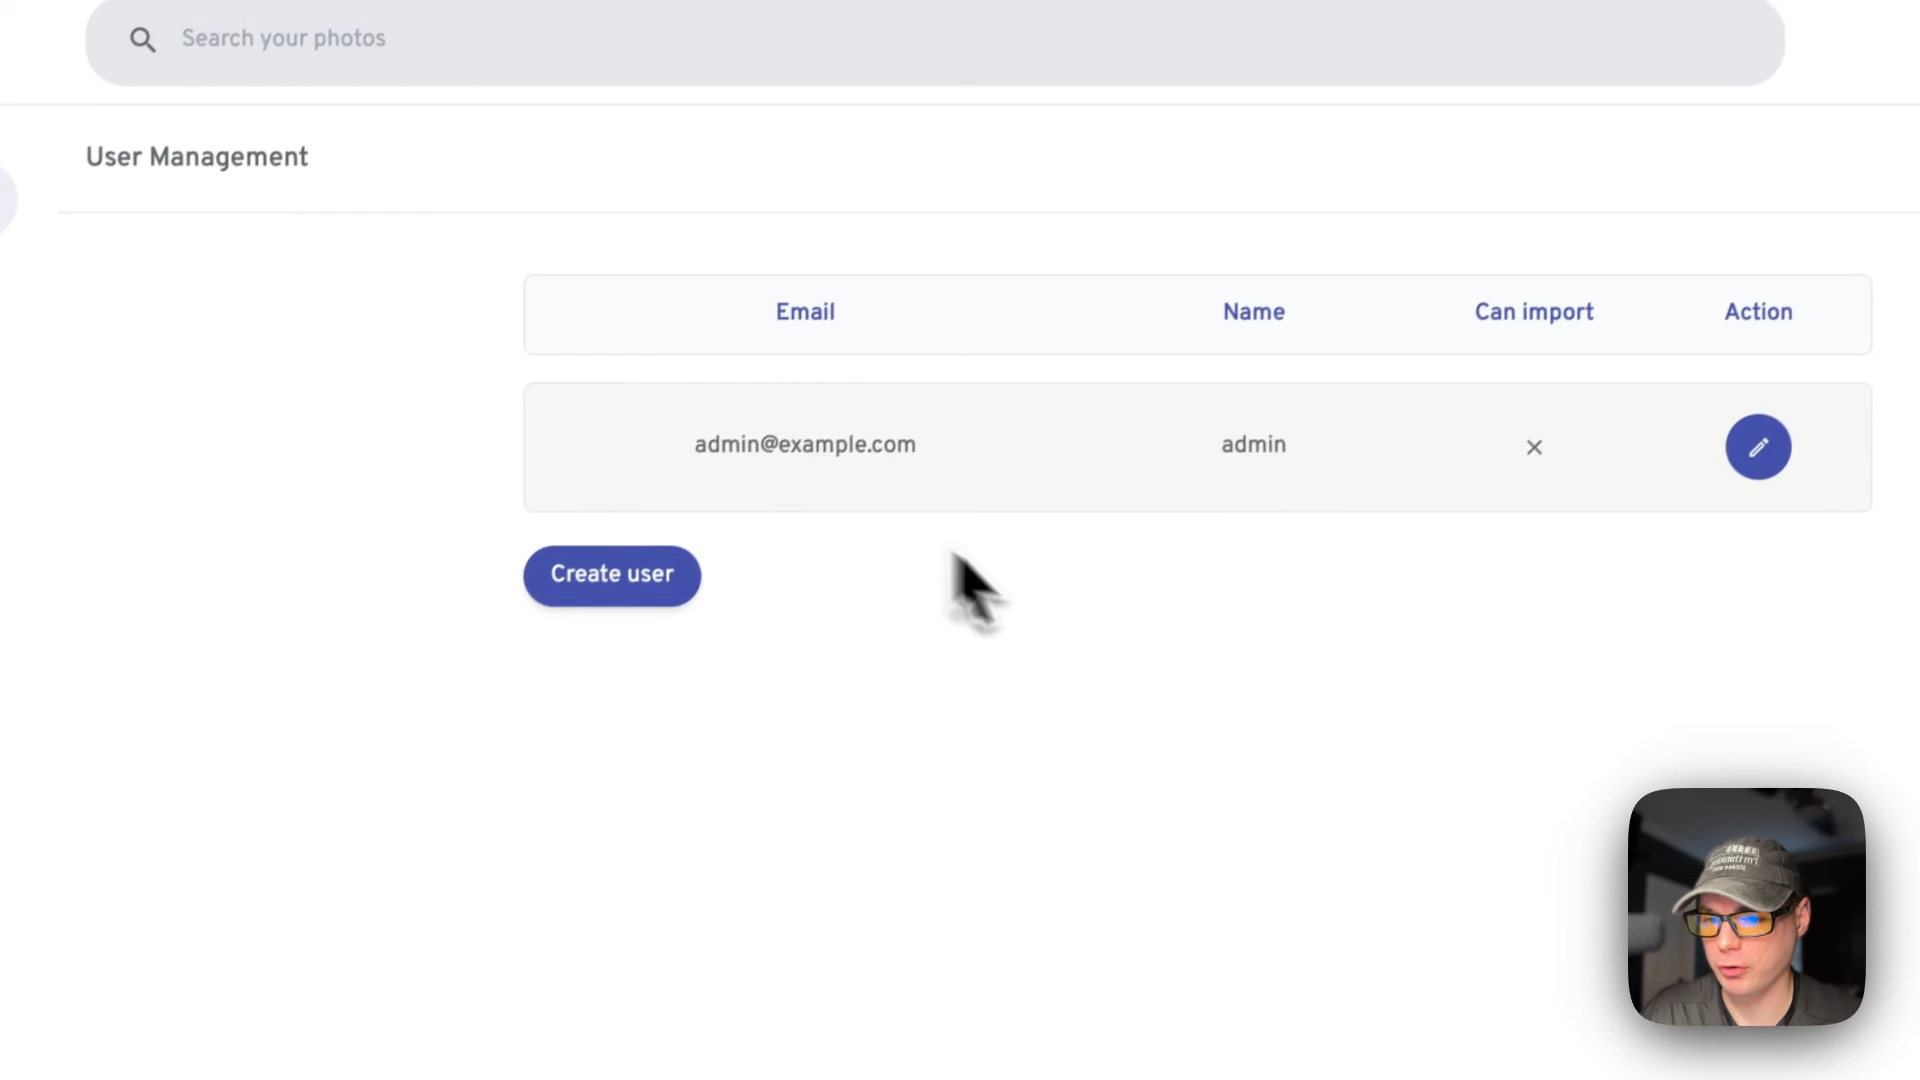 Search your photos
User Management
Email Name Can import Action
admin@example.com admin
Create user